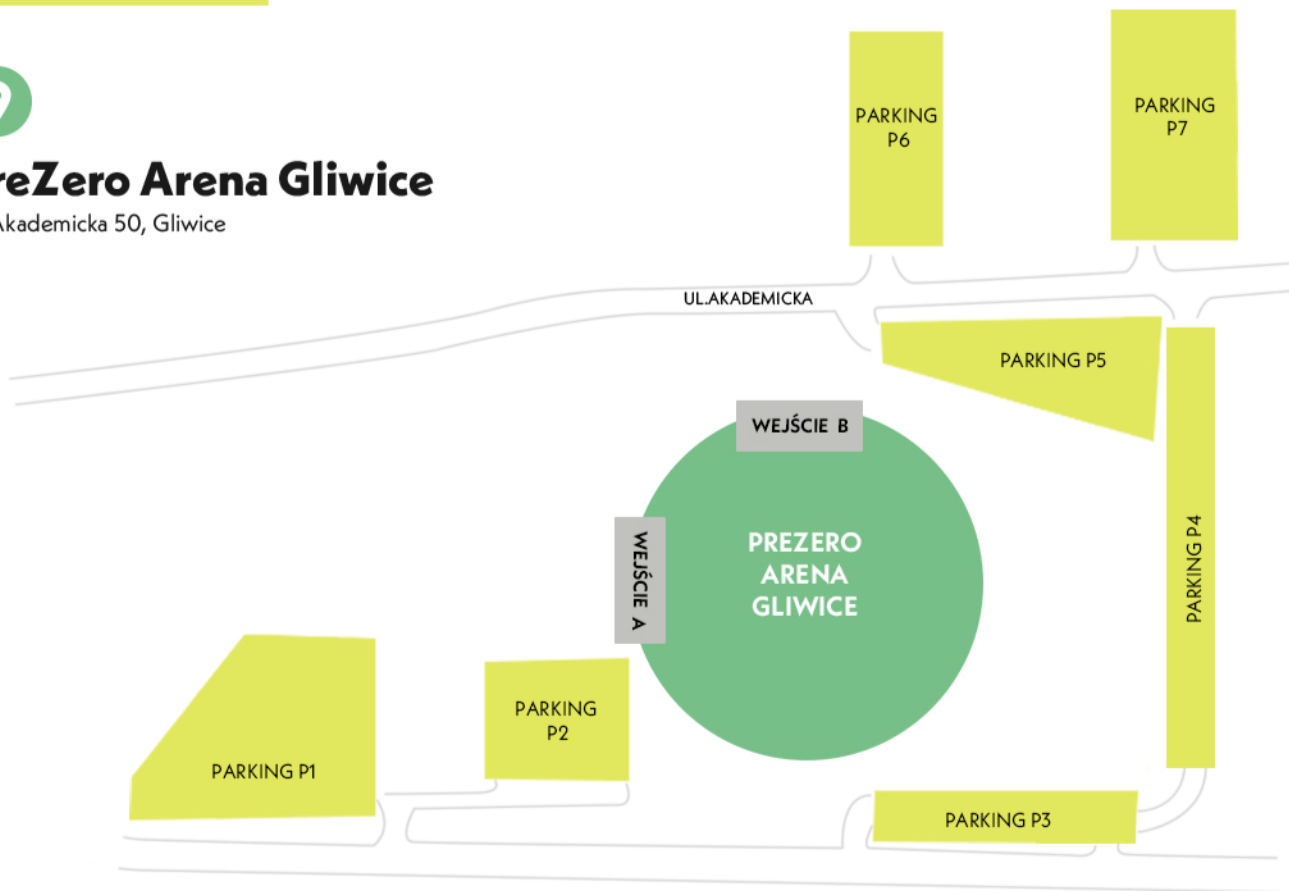 reZero Arena Gliwice
Akademicka 50, Gliwice
PARKING
P6
PARKING
P7
UL.AKADEMICKA
PARKING P5
WEJŚCIE B
WEJŚCIE A
PREZERO
ARENA
GLIWICE
PARKING P4
PARKING
P2
PARKING P1
PARKING P3